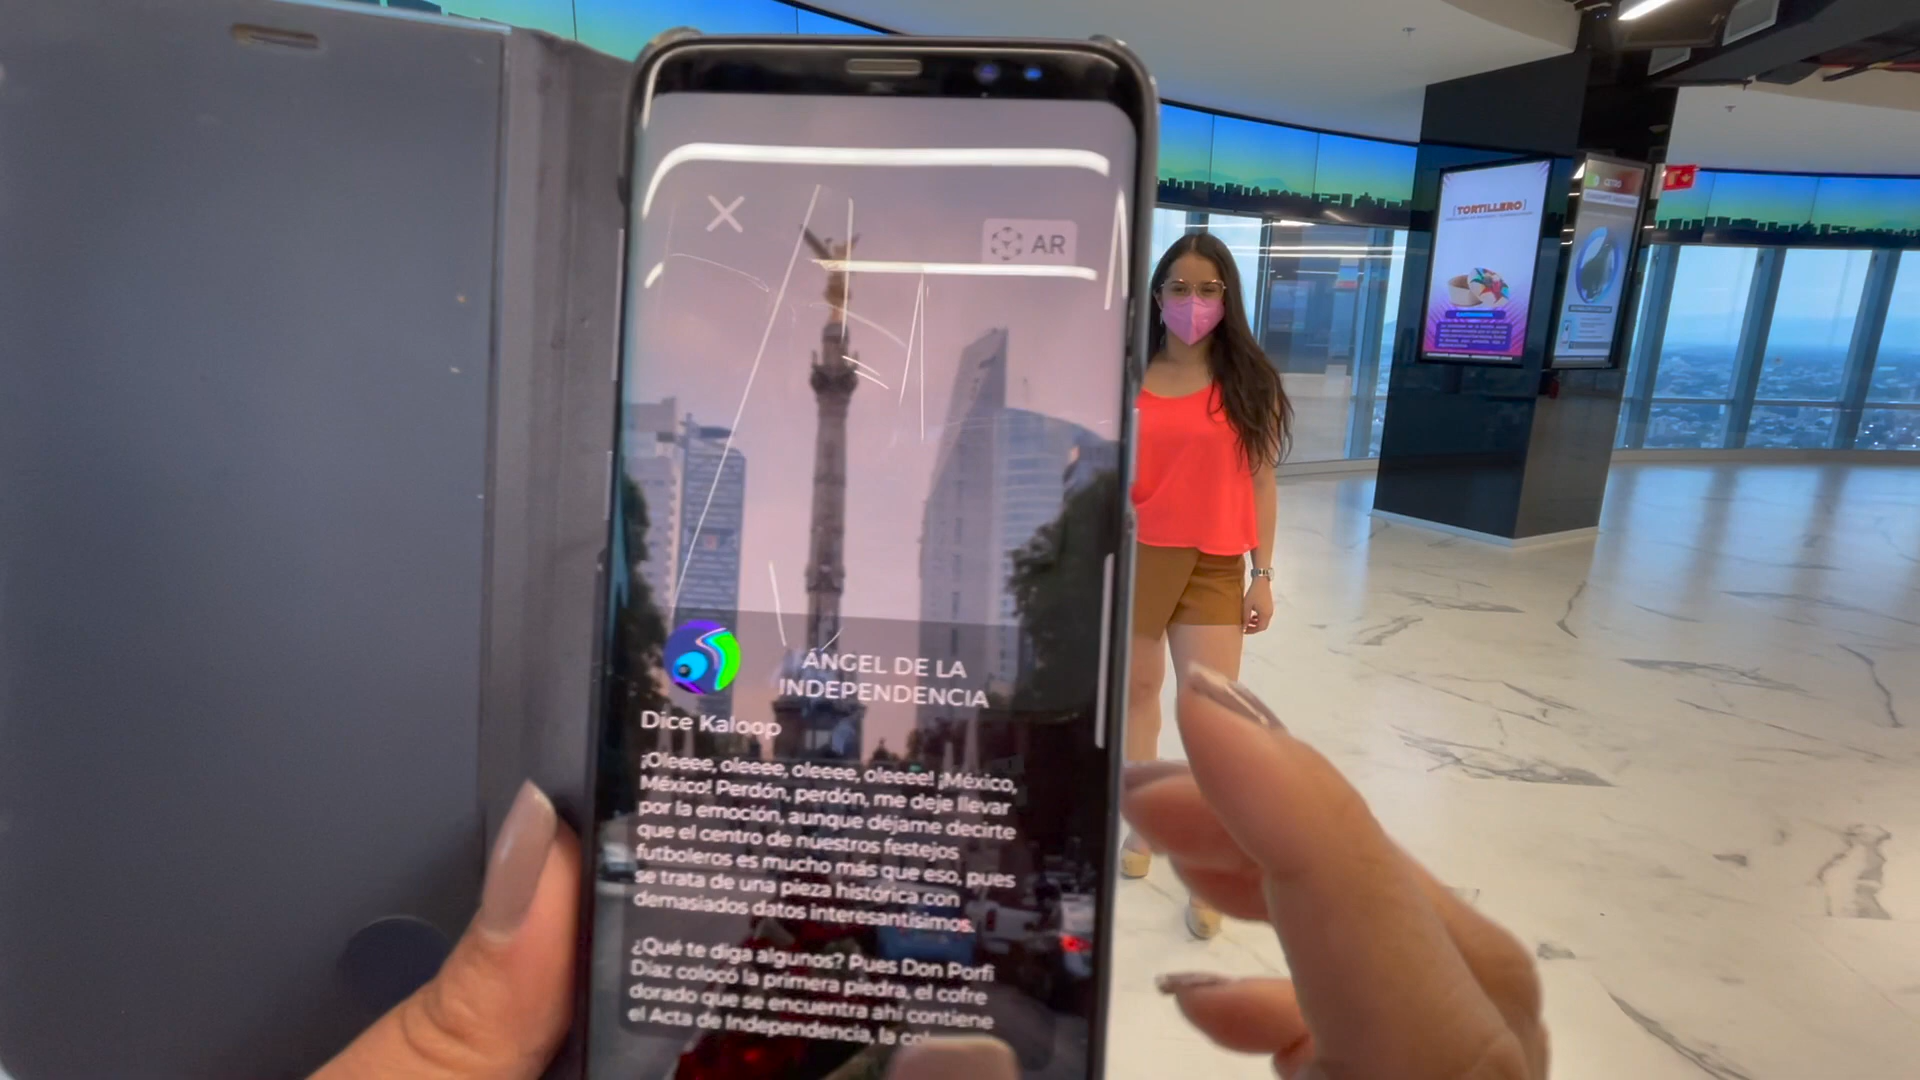 AR
ÁNGEL DE LA
INDEPENDENCIA
Dice Kaloop
¡Oleeee, oleeee, oleeee, oleeee! ¡México,
México! Perdón, perdón, me deje llevar
por la emoción, aunque déjame decirte
que el centro de nuestros festejos
futboleros es mucho más que eso, pues
se trata de una pieza histórica con
demasiados datos interesantísimos.
¿Qué te diga algunos? Pues Don Porfi
Díaz colocó la primera piedra, el cofre
dorado que se encuentra ahí contiene
el Acta de Independencia, la
[TORTILLERO]